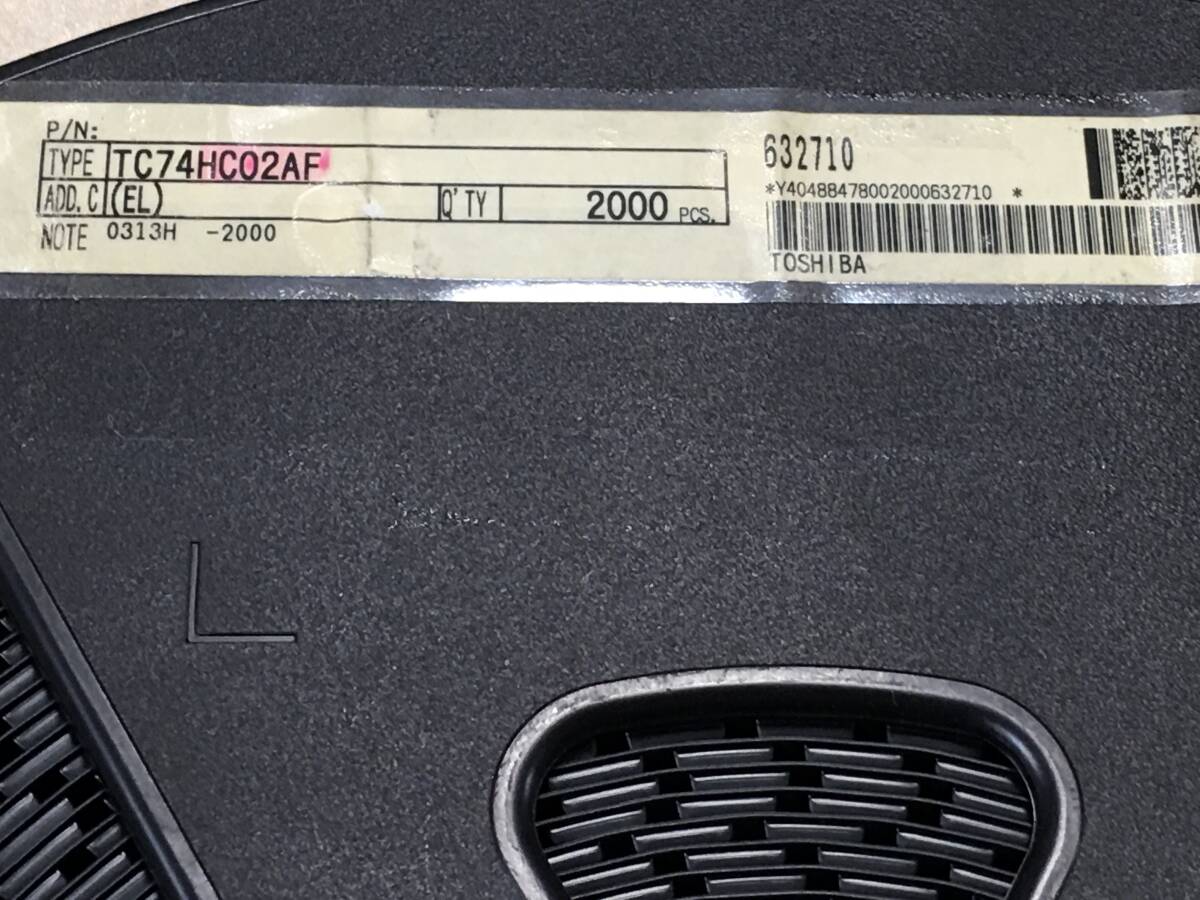 P/N:
TYPE TC74HC02AF
ADD. C (EL) Q'TY 2000 PCS.
NOTE 0313H -2000
632710
*Y40488478002000632710 *
TOSHIBA